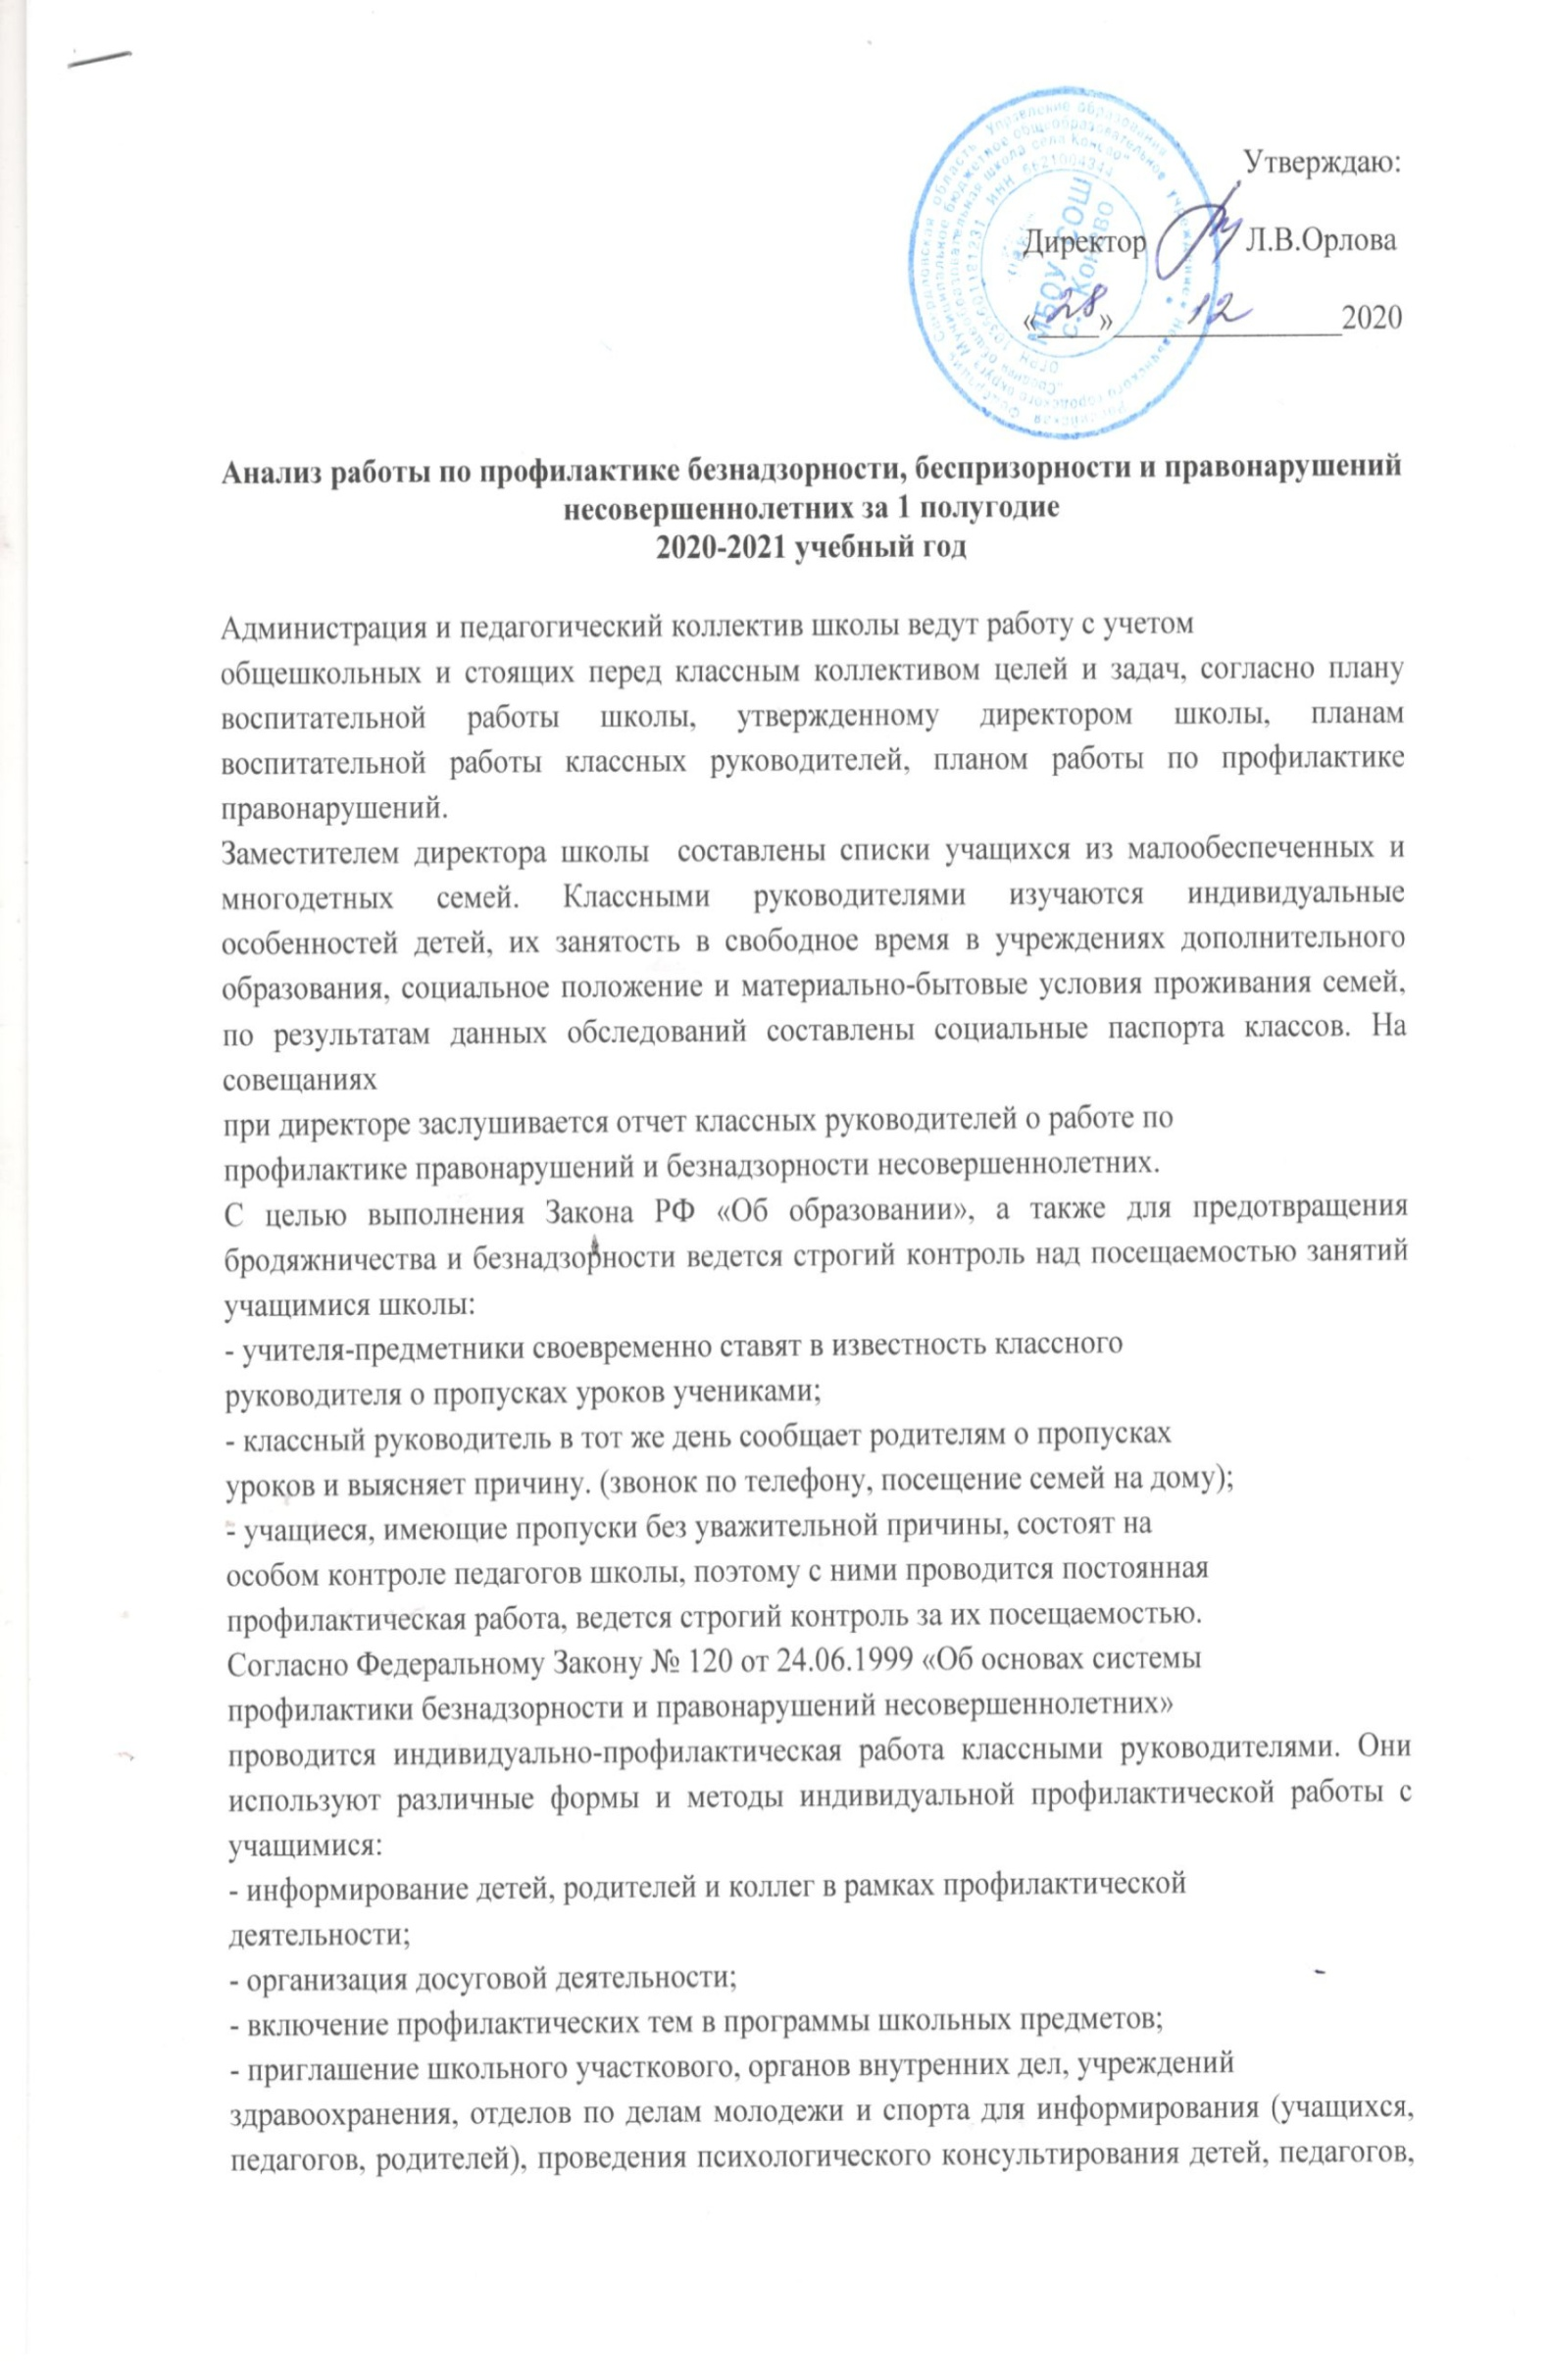 Утверждаю:
Директор Л.В.Орлова
«28» 12 2020
МБОУ СОШ
с. Конево
Анализ работы по профилактике безнадзорности, беспризорности и правонарушений
несовершеннолетних за 1 полугодие
2020-2021 учебный год
Администрация и педагогический коллектив школы ведут работу с учетом
общешкольных и стоящих перед классным коллективом целей и задач, согласно плану
воспитательной работы школы, утвержденному директором школы, планам
воспитательной работы классных руководителей, планом работы по профилактике
правонарушений.
Заместителем директора школы составлены списки учащихся из малообеспеченных и
многодетных семей. Классными руководителями изучаются индивидуальные
особенностей детей, их занятость в свободное время в учреждениях дополнительного
образования, социальное положение и материально-бытовые условия проживания семей,
по результатам данных обследований составлены социальные паспорта классов. На
совещаниях
при директоре заслушивается отчет классных руководителей о работе по
профилактике правонарушений и безнадзорности несовершеннолетних.
С целью выполнения Закона РФ «Об образовании», а также для предотвращения
бродяжничества и безнадзорности ведется строгий контроль над посещаемостью занятий
учащимися школы:
- учителя-предметники своевременно ставят в известность классного
руководителя о пропусках уроков учениками;
- классный руководитель в тот же день сообщает родителям о пропусках
уроков и выясняет причину. (звонок по телефону, посещение семей на дому);
- учащиеся, имеющие пропуски без уважительной причины, состоят на
особом контроле педагогов школы, поэтому с ними проводится постоянная
профилактическая работа, ведется строгий контроль за их посещаемостью.
Согласно Федеральному Закону № 120 от 24.06.1999 «Об основах системы
профилактики безнадзорности и правонарушений несовершеннолетних»
проводится индивидуально-профилактическая работа классными руководителями. Они
используют различные формы и методы индивидуальной профилактической работы с
учащимися:
- информирование детей, родителей и коллег в рамках профилактической
деятельности;
- организация досуговой деятельности;
- включение профилактических тем в программы школьных предметов;
- приглашение школьного участкового, органов внутренних дел, учреждений
здравоохранения, отделов по делам молодежи и спорта для информирования (учащихся,
педагогов, родителей), проведения психологического консультирования детей, педагогов,